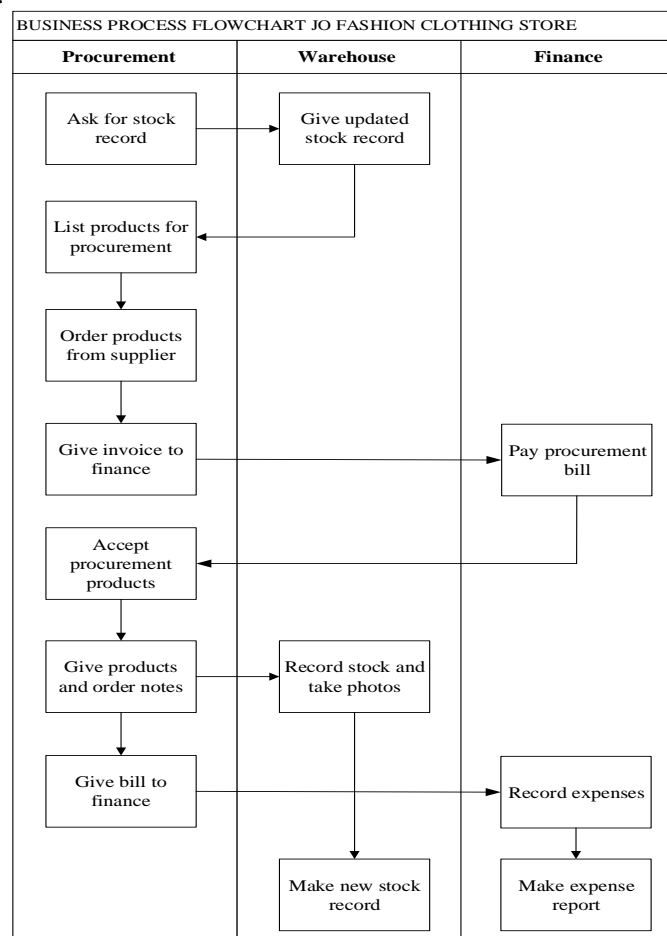 BUSINESS PROCESS FLOWCHART JO FASHION CLOTHING STORE
Procurement
Warehouse
Finance
Ask for stock
record
Give updated
stock record
List products for
procurement
Order products
from supplier
Give invoice to
finance
Pay procurement
bill
Accept
procurement
products
Give products
and order notes
Record stock and
take photos
Give bill to
finance
Record expenses
Make new stock
record
Make expense
report